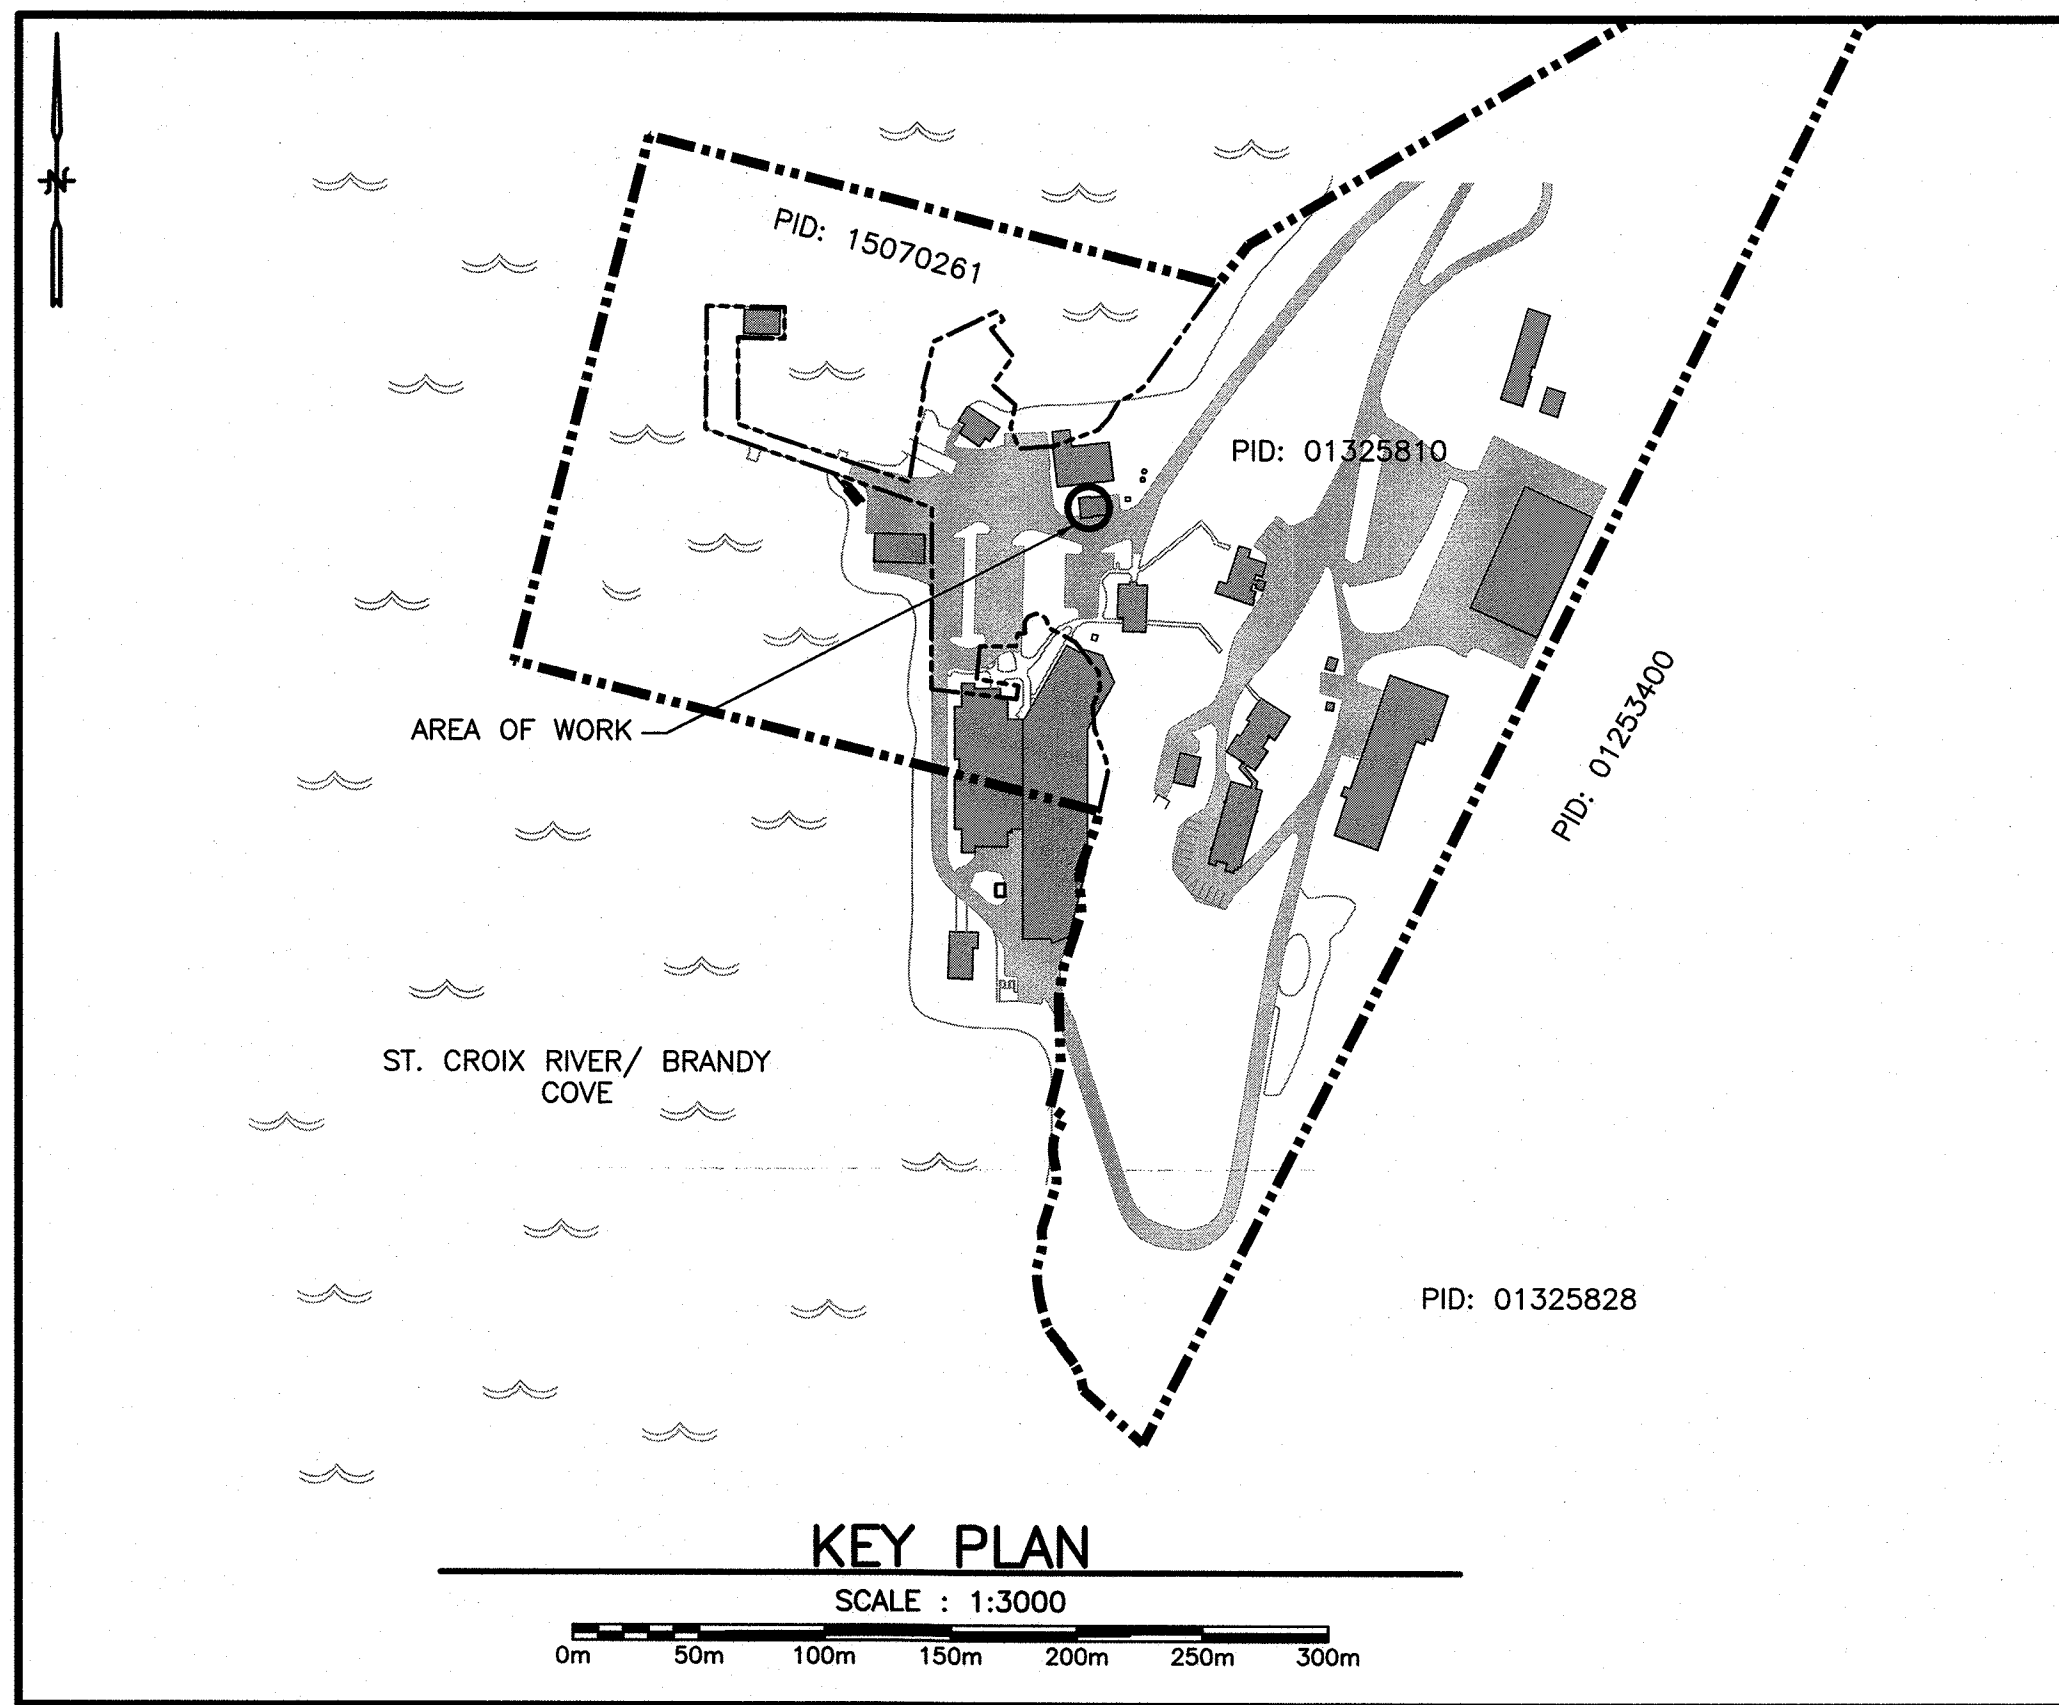 N
PID: 15070261
PID: 01325810
PID: 01253400
AREA OF WORK
ST. CROIX RIVER/ BRANDY
COVE
PID: 01325828
KEY PLAN
SCALE : 1:3000
0m 50m 100m 150m 200m 250m 300m